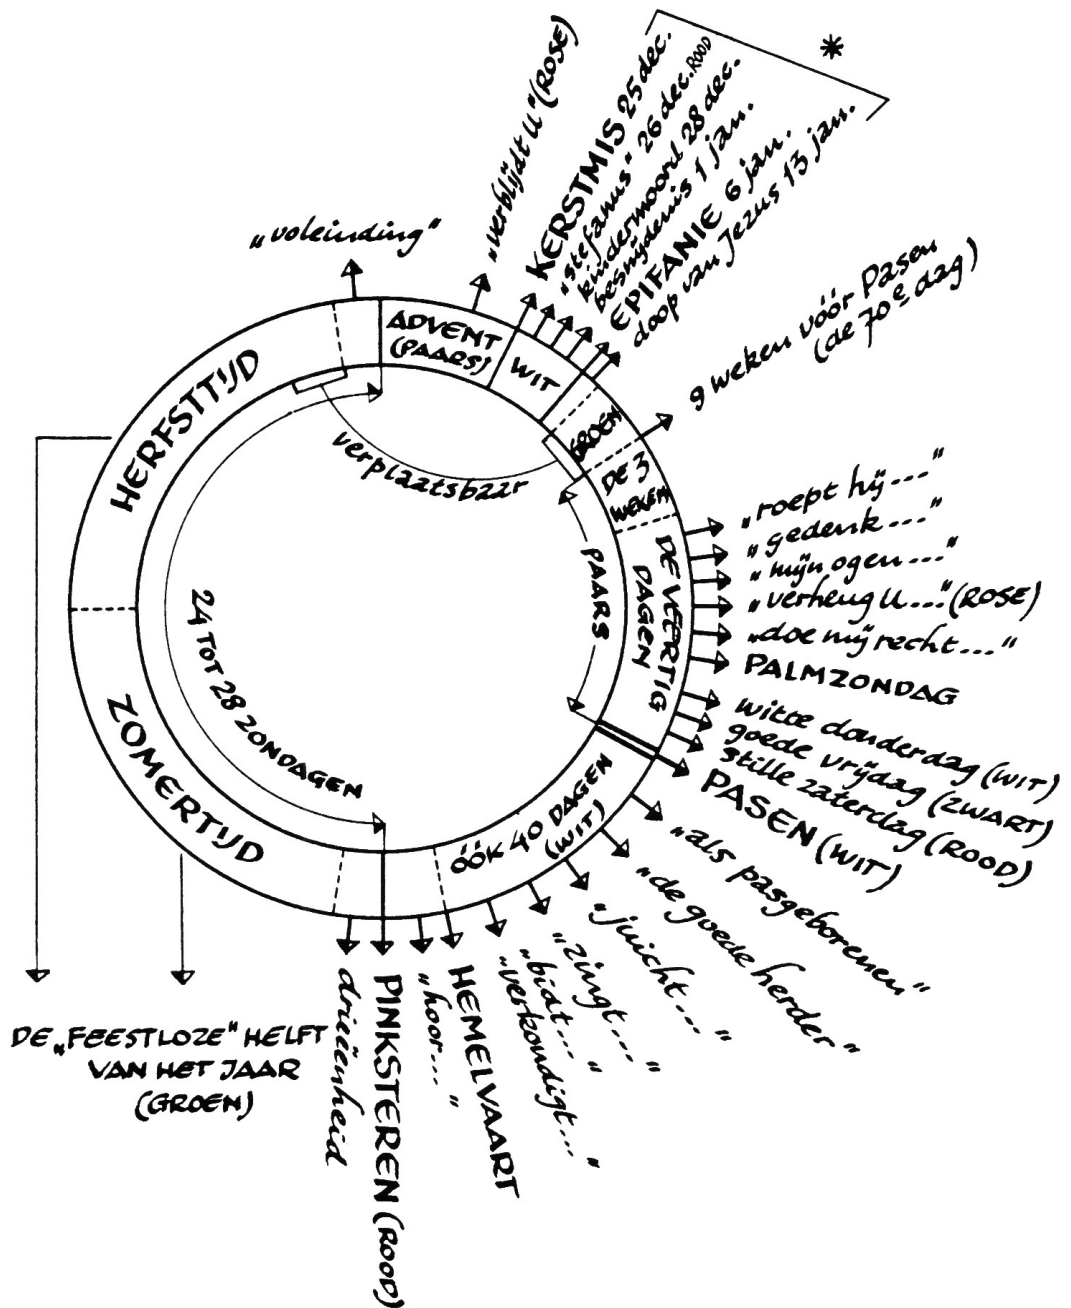 „voleinding"
„verblijdt U" (ROSE)
KERSTMIS 25 dec.
„stefanus" 26 dec. ROOD
kindermoord 28 dec.
besnijdenis 1 jan.
EPIFANIE 6 jan.
doop van Jezus 13 jan.
*
9 weken vóór Pasen
(de 70e dag)
ADVENT
(PAARS)
WIT
GROEN
DE 3
WEKEN
DE VEERTIG
DAGEN
PAARS
„roept hij..."
„gedenk..."
„mijn ogen..."
„verheug U..." (ROSE)
„doe mij recht..."
PALMZONDAG
witte donderdag (WIT)
goede vrijdag (ZWART)
stille zaterdag (ROOD)
PASEN (WIT)
ÓÓK 40 DAGEN
(WIT)
„als pasgeborenen"
„de goede herder"
„juicht..."
„zingt..."
„bidt..."
„verkondigt..."
HEMELVAART
„hoor..."
PINKSTEREN (ROOD)
drieëenheid
ZOMERTIJD
HERFSTTIJD
verplaatsbaar
24 TOT 28 ZONDAGEN
DE „FEESTLOZE" HELFT
VAN HET JAAR
(GROEN)